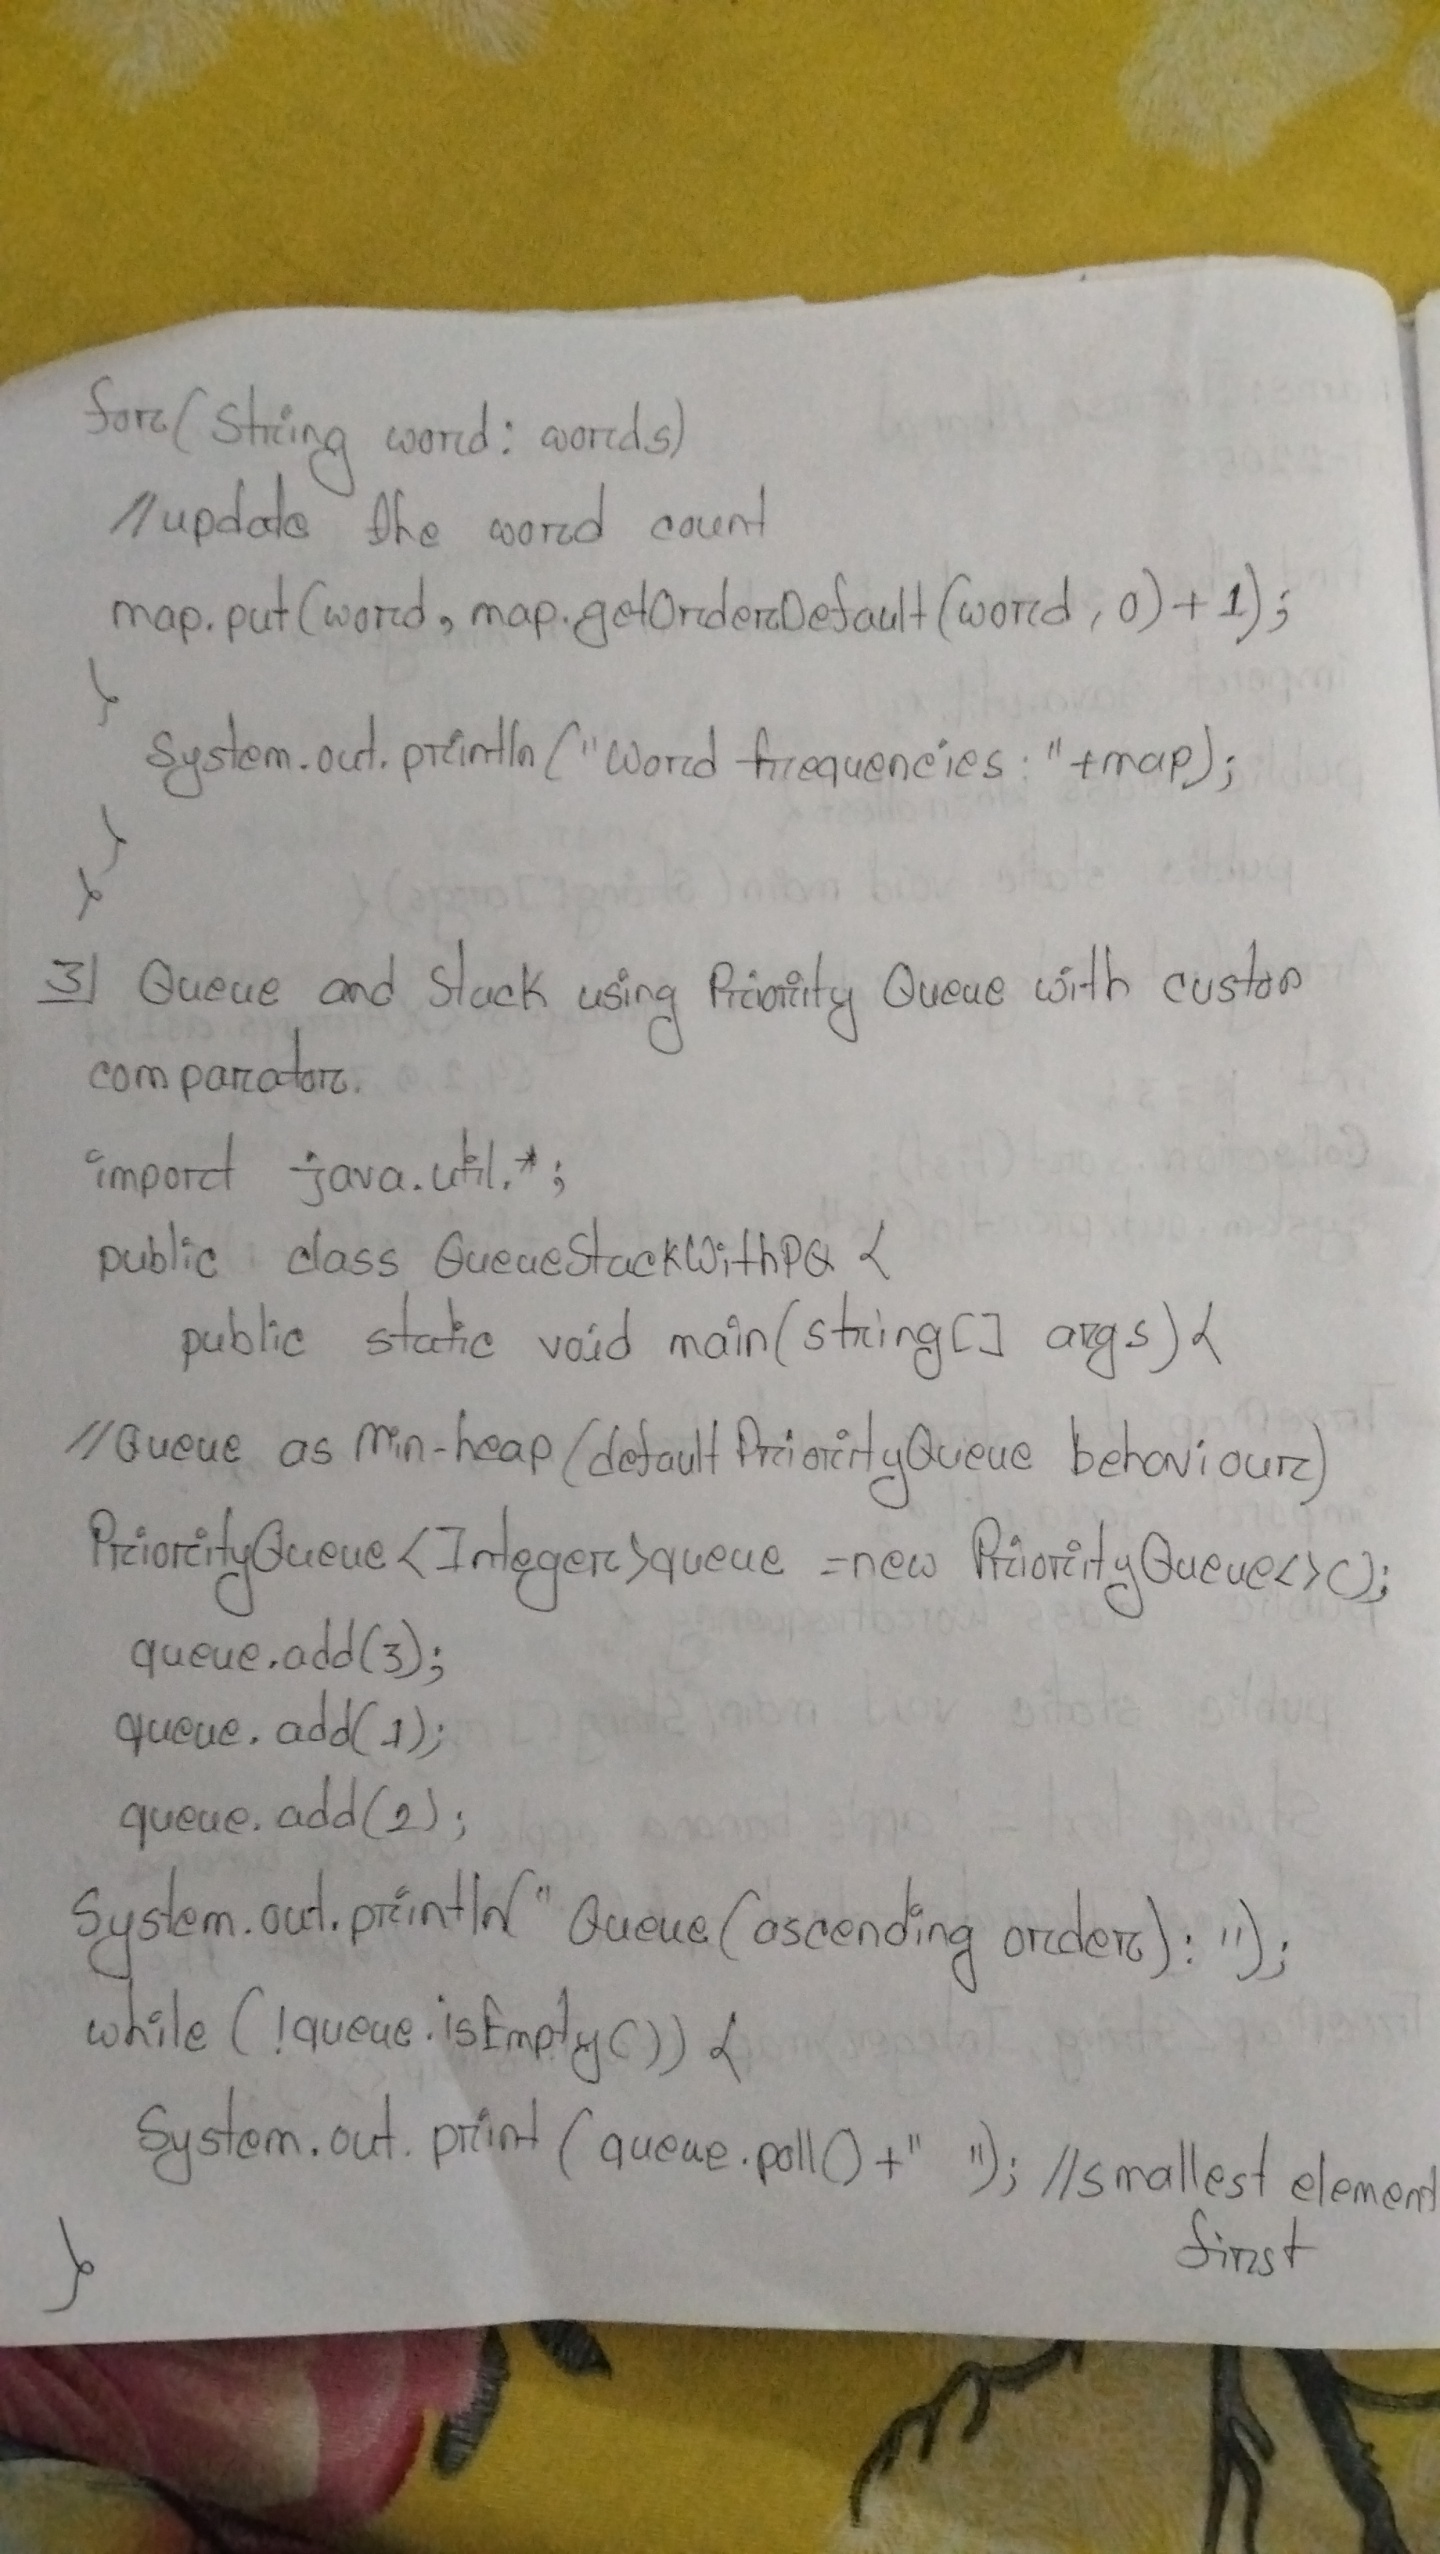 for(String word: words)
//update the word count
map.put(word, map.getOrderDefault(word, 0)+1);
}
System.out.println("Word frequencies: "+map);
}
}
3| Queue and Stack using Priority Queue with custom
comparator.
import java.util.*;
public class QueueStackWithPQ {
public static void main(string[] args){
//Queue as Min-heap(default PriorityQueue behaviour)
PriorityQueue<Integer>queue =new PriorityQueue<>();
queue.add(3);
queue.add(1);
queue.add(2);
System.out.println("Queue(ascending order): ");
while (!queue.isEmpty()) {
System.out.print(queue.poll()+" "); //smallest element
first
}